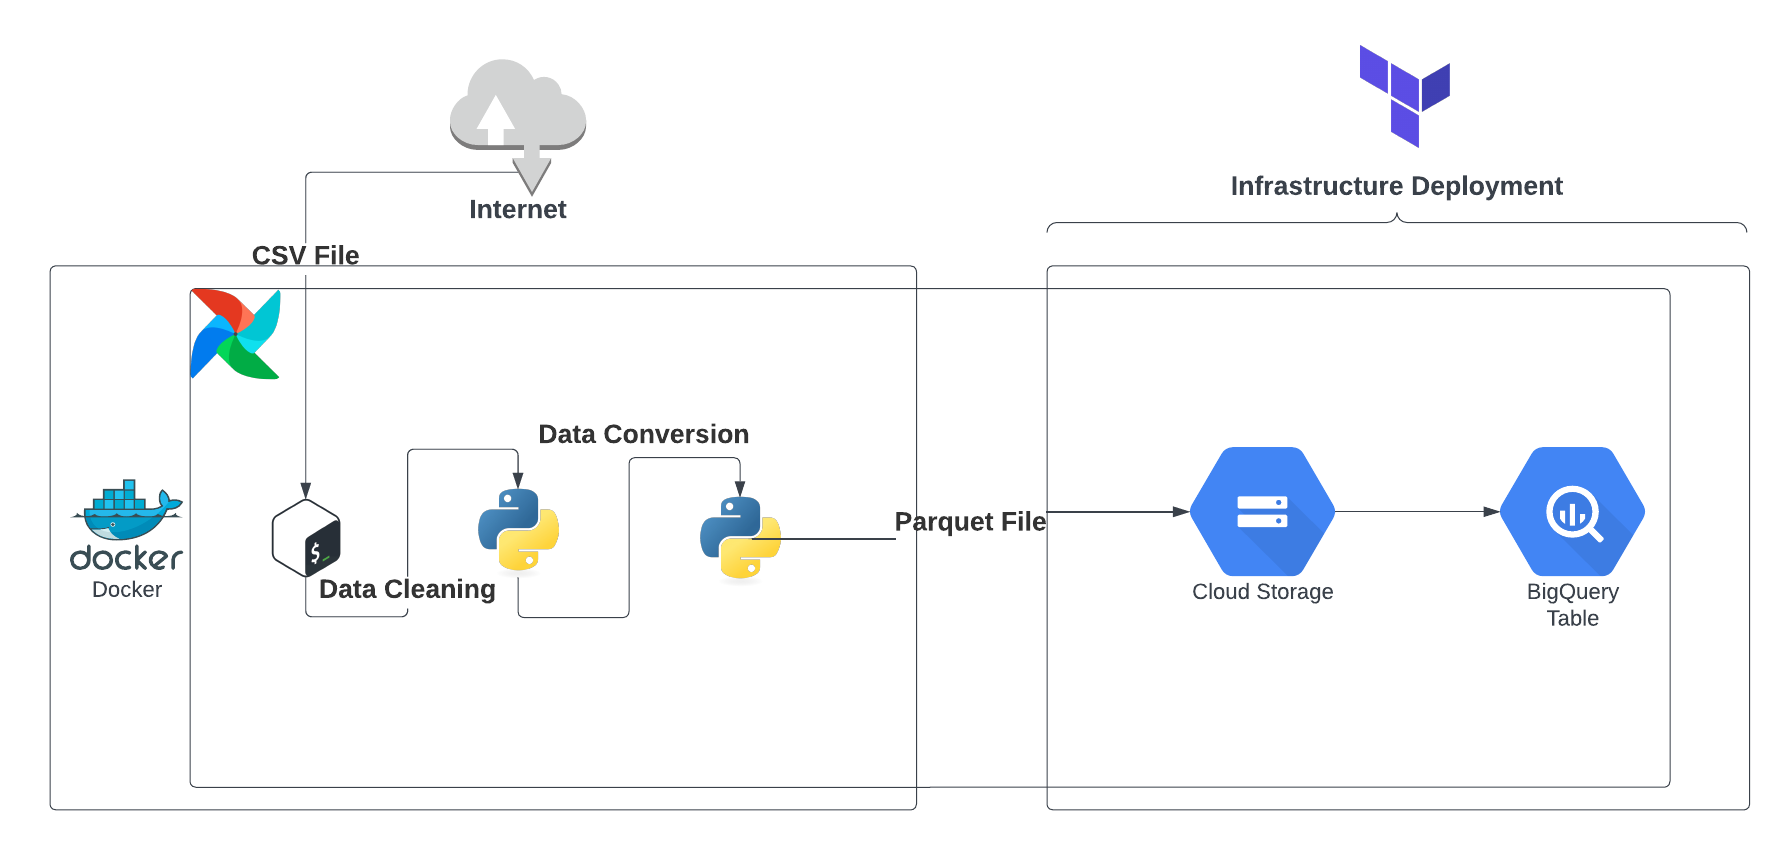 Internet
Infrastructure Deployment
CSV File
Data Conversion
Parquet File
$_
docker
Docker
Data Cleaning
Cloud Storage
BigQuery
Table